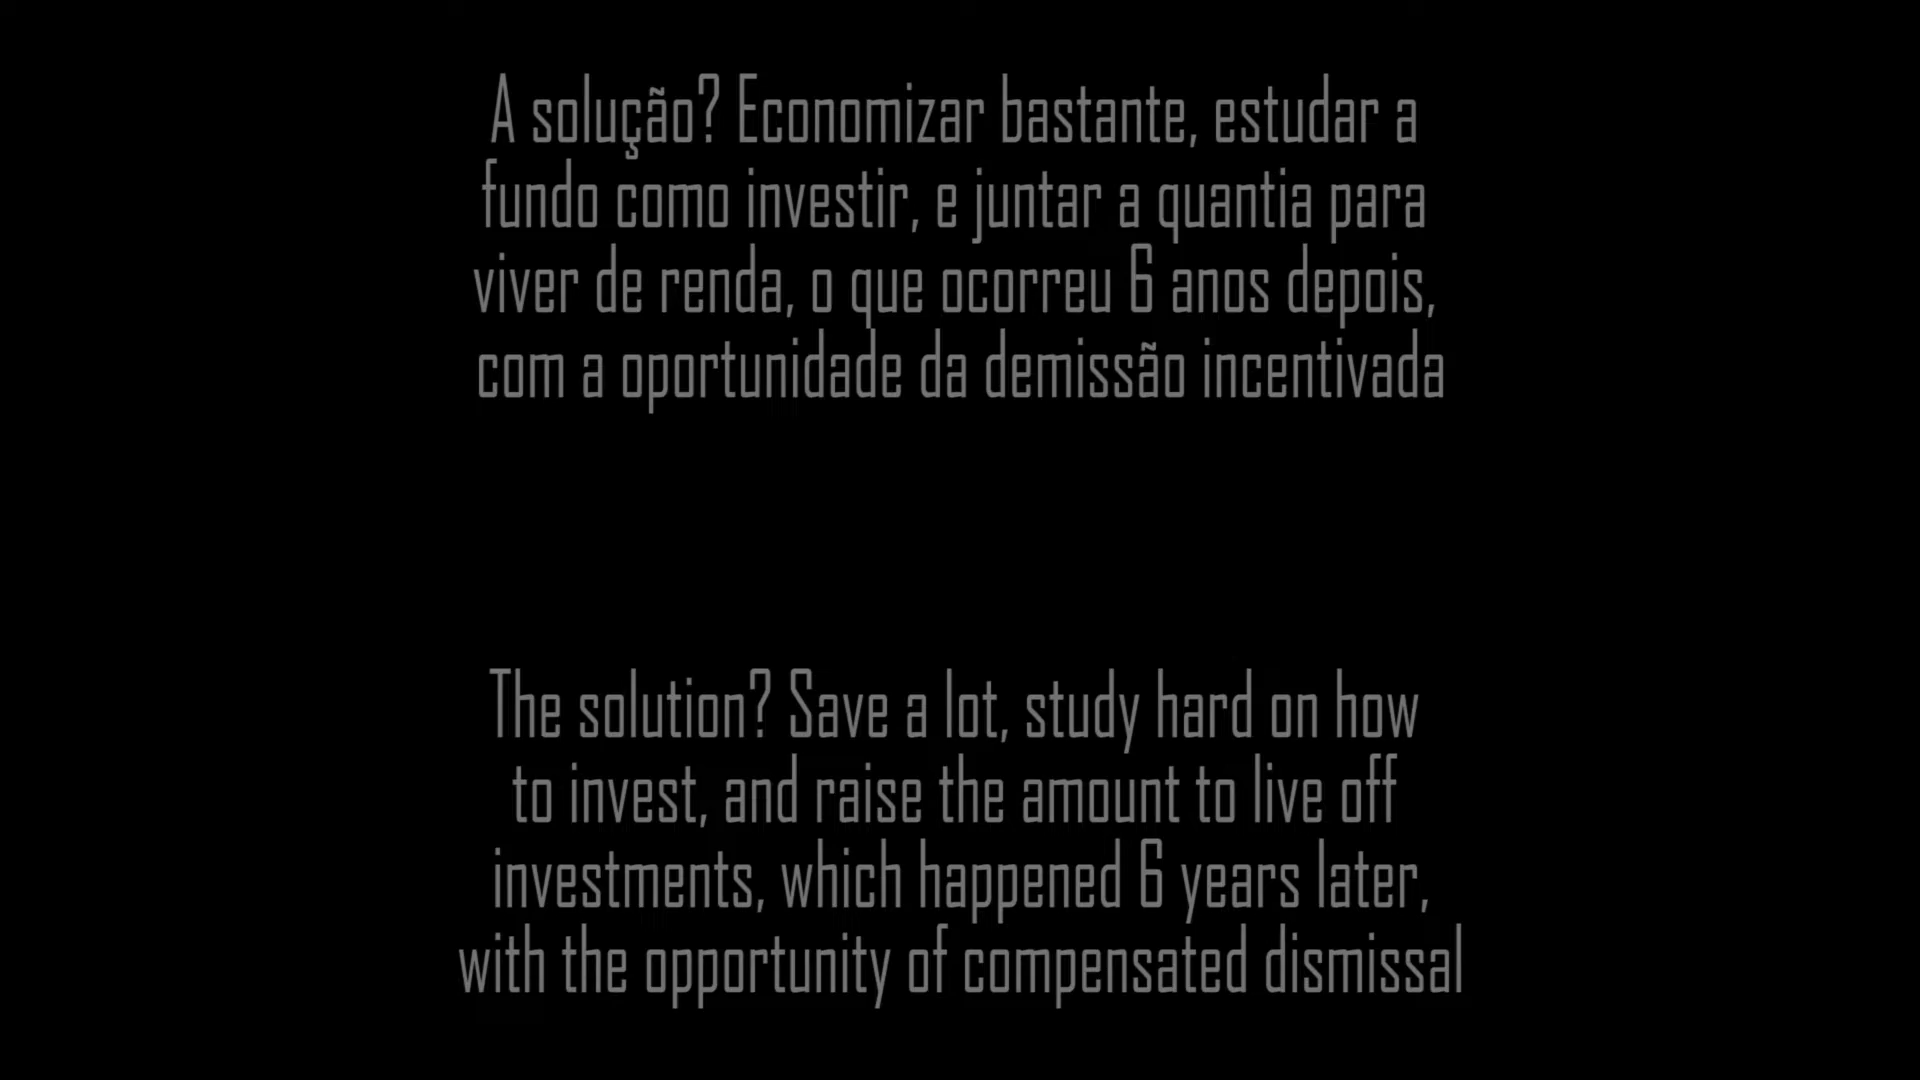 A solução? Economizar bastante, estudar a
fundo como investir, e juntar a quantia para
viver de renda, o que ocorreu 6 anos depois,
com a oportunidade da demissão incentivada
The solution? Save a lot, study hard on how
to invest, and raise the amount to live off
investments, which happened 6 years later,
with the opportunity of compensated dismissal